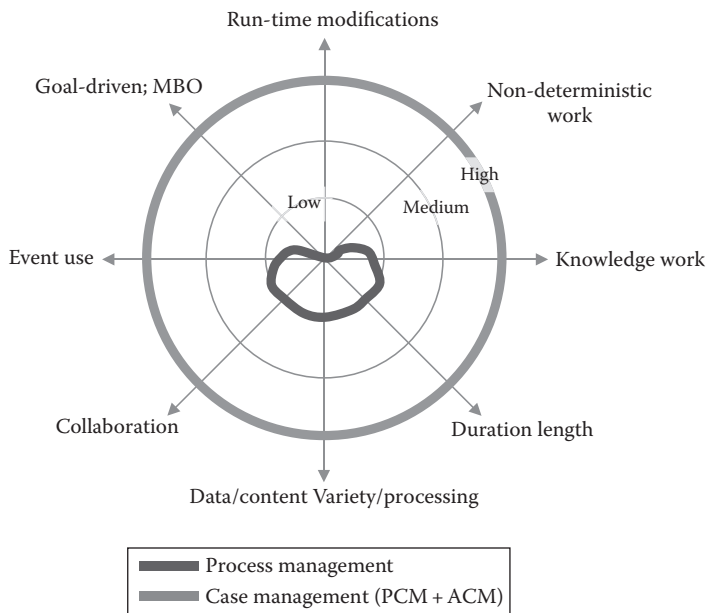 Run-time modifications
Goal-driven; MBO
Non-deterministic
work
High
Low
Medium
Event use
Knowledge work
Collaboration
Duration length
Data/content Variety/processing
Process management
Case management (PCM + ACM)